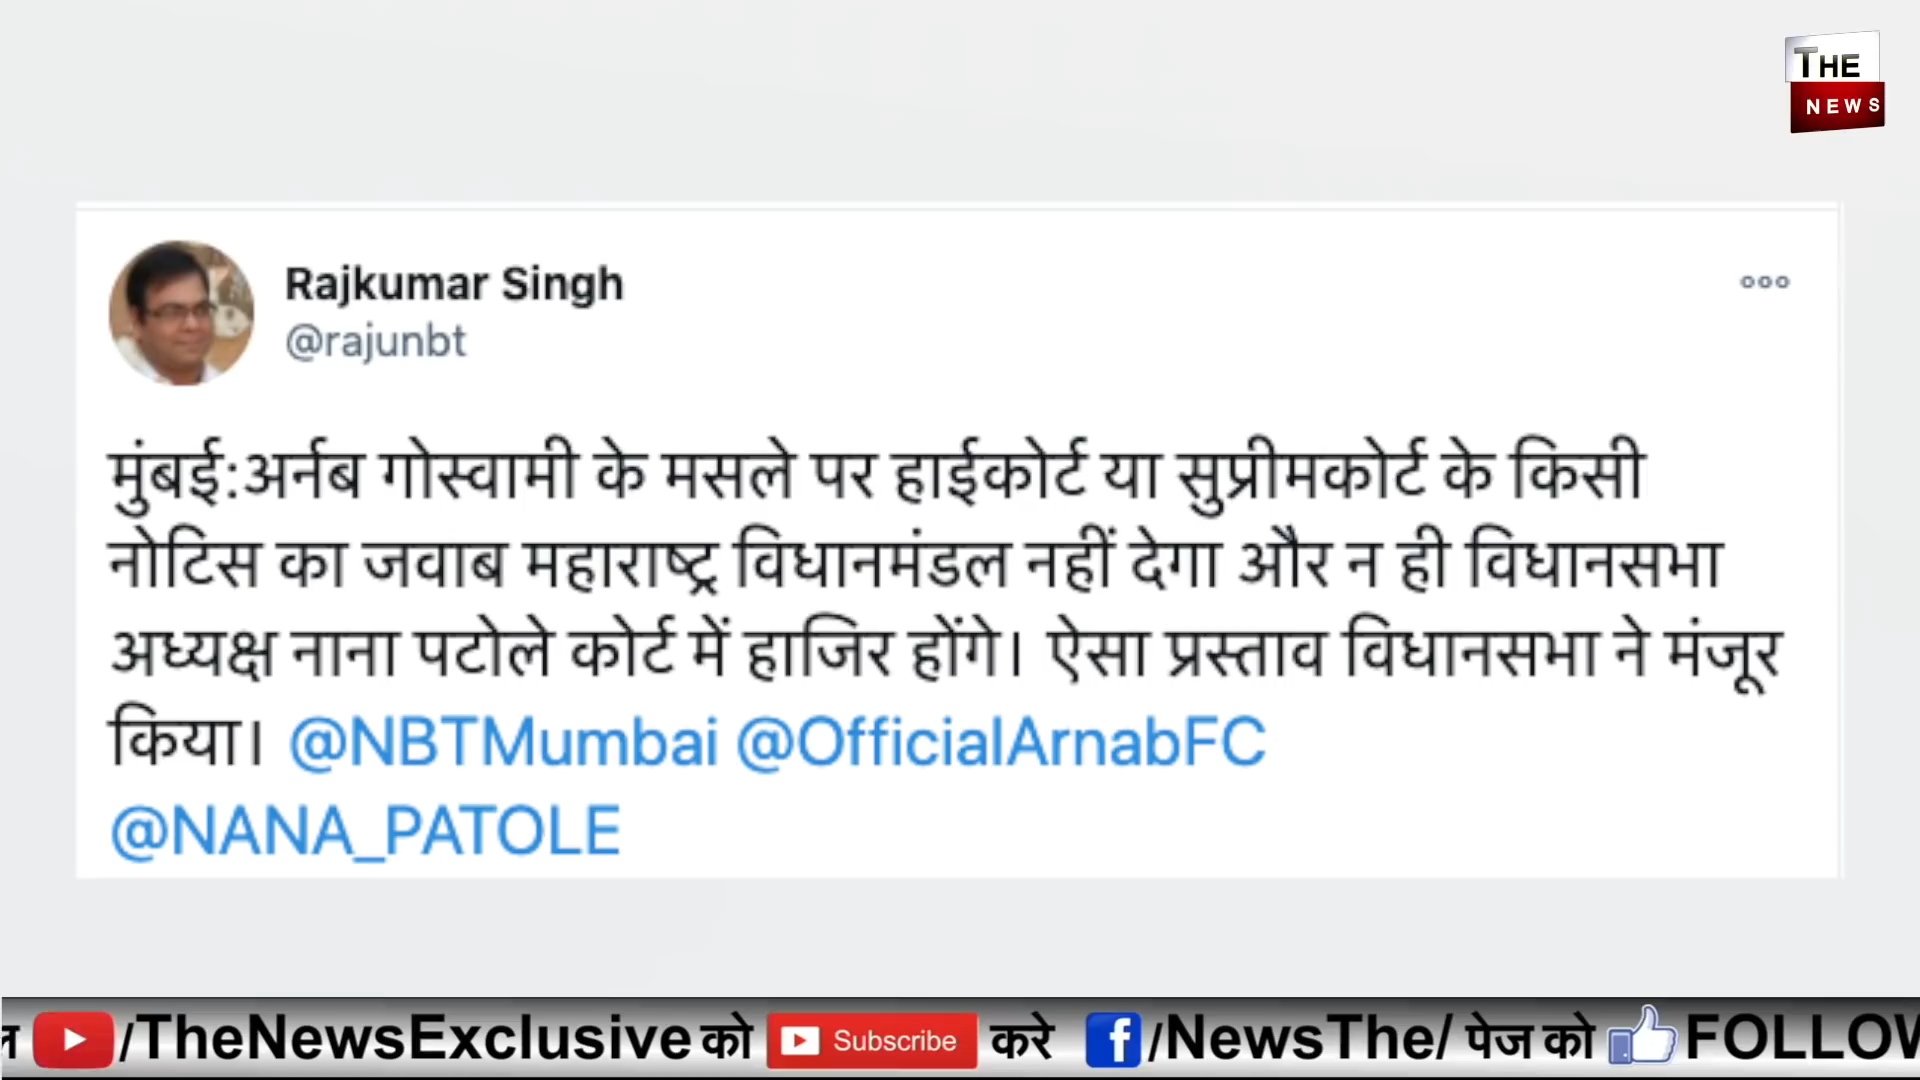 THE
NEWS
Rajkumar Singh
@rajunbt
मुंबई:अर्नब गोस्वामी के मसले पर हाईकोर्ट या सुप्रीमकोर्ट के किसी
नोटिस का जवाब महाराष्ट्र विधानमंडल नहीं देगा और न ही विधानसभा
अध्यक्ष नाना पटोले कोर्ट में हाजिर होंगे। ऐसा प्रस्ताव विधानसभा ने मंजूर
किया। @NBTMumbai @OfficialArnabFC
@NANA_PATOLE
/TheNewsExclusive को Subscribe करे f /NewsThe/ पेज को FOLLOW